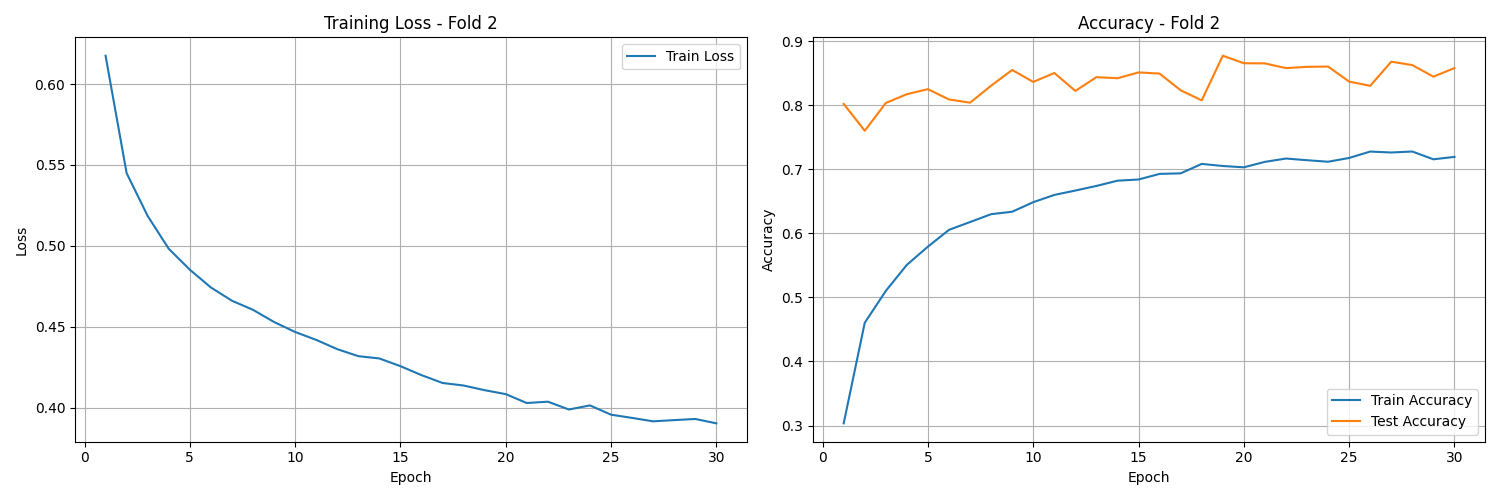 Training Loss - Fold 2
Train Loss
0.60
0.55
0.50
0.45
0.40
Loss
0
5
10
15
20
25
30
Epoch
Accuracy - Fold 2
0.9
0.8
0.7
0.6
0.5
0.4
0.3
Accuracy
Train Accuracy
Test Accuracy
0
5
10
15
20
25
30
Epoch